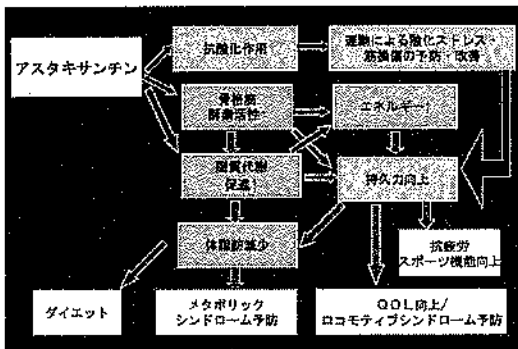 アスタキサンチン
抗酸化作用
運動による酸化ストレス・
筋損傷の予防・改善
エネルギー↑
脂質代謝
促進
持久力向上
体脂肪減少
抗疲労
スポーツ機能向上
ダイエット
メタボリック
シンドローム予防
QOL向上/
ロコモティブシンドローム予防